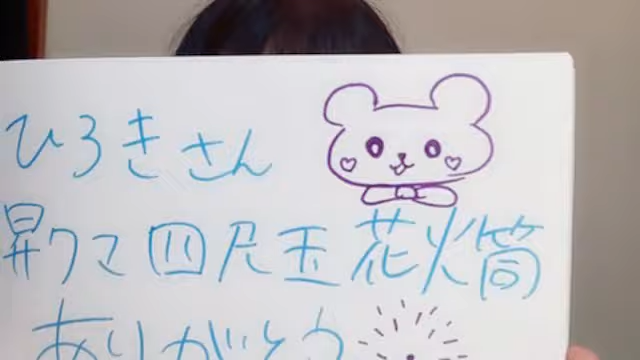 ひろきさん
昇クマ四尺玉花火筒
ありがとう